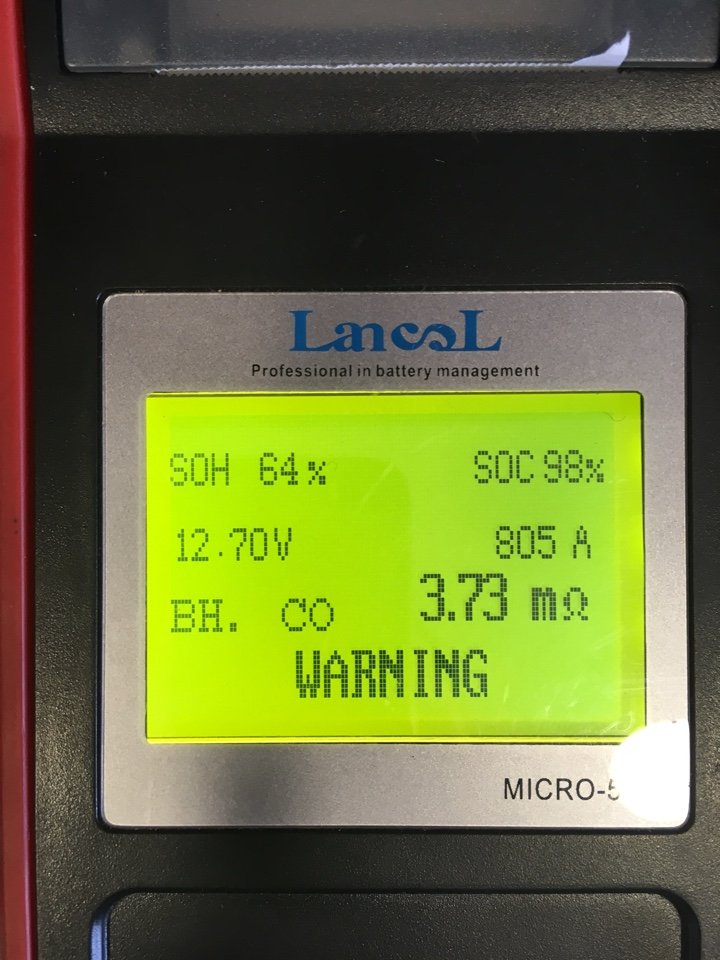 LancoL
Professional in battery management
SOH 64% SOC 98%
12.70V 805 A
BH. CO 3.73 mΩ
WARNING
MICRO-5